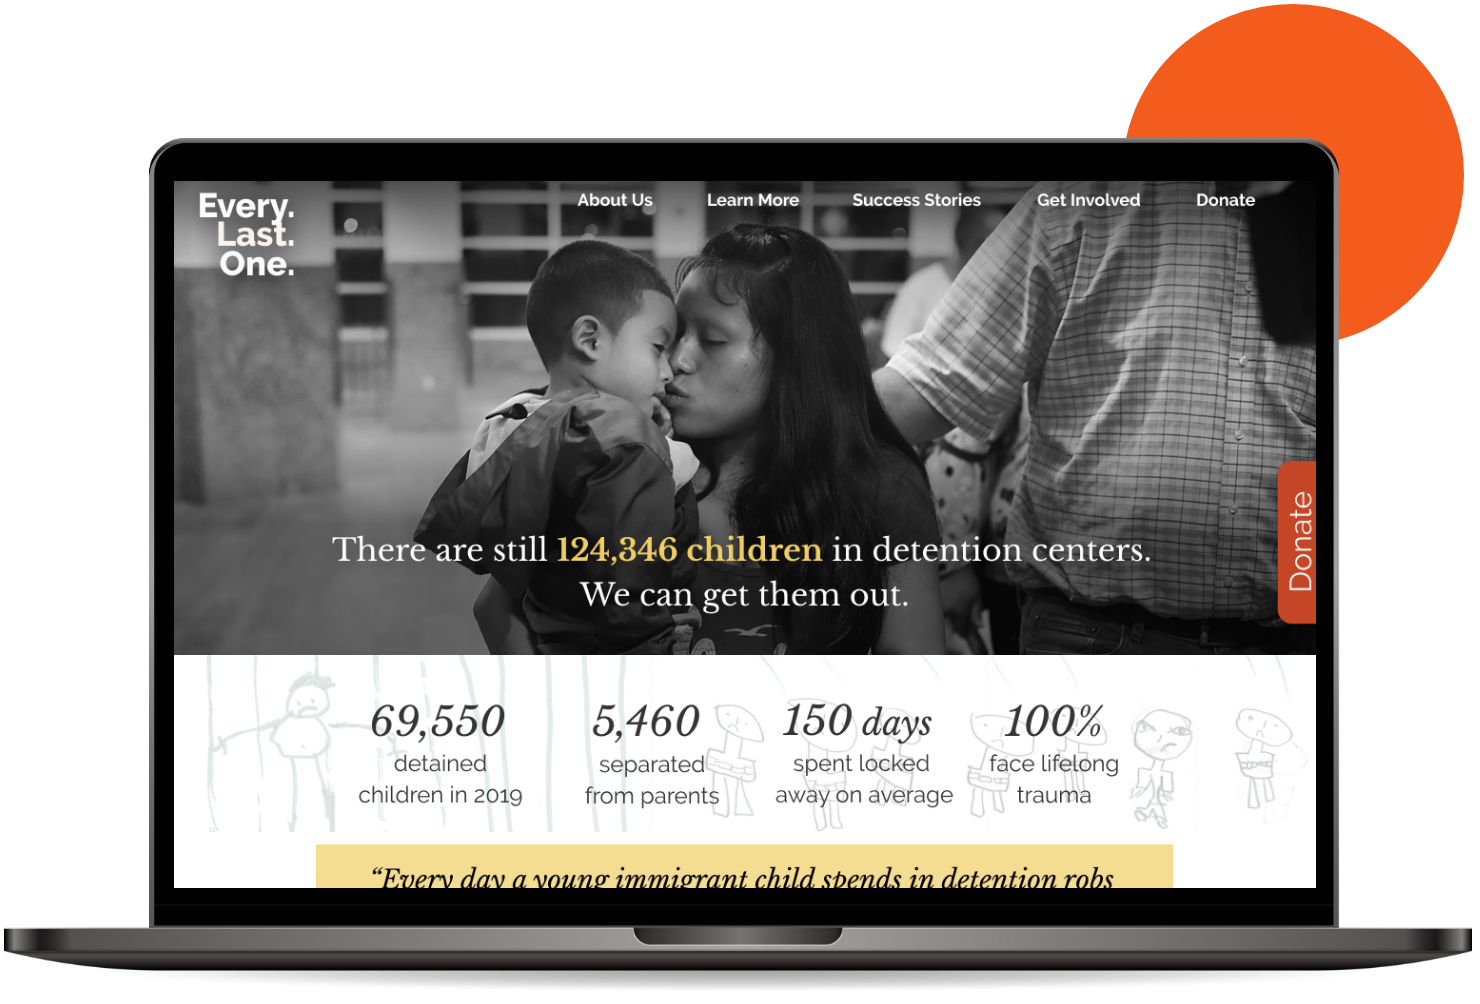 Every.
Last.
One.
About Us
Learn More
Success Stories
Get Involved
Donate
There are still 124,346 children in detention centers.
We can get them out.
Donate
69,550
detained
children in 2019
5,460
separated
from parents
150 days
spent locked
away on average
100%
face lifelong
trauma
“Every day a young immigrant child spends in detention robs